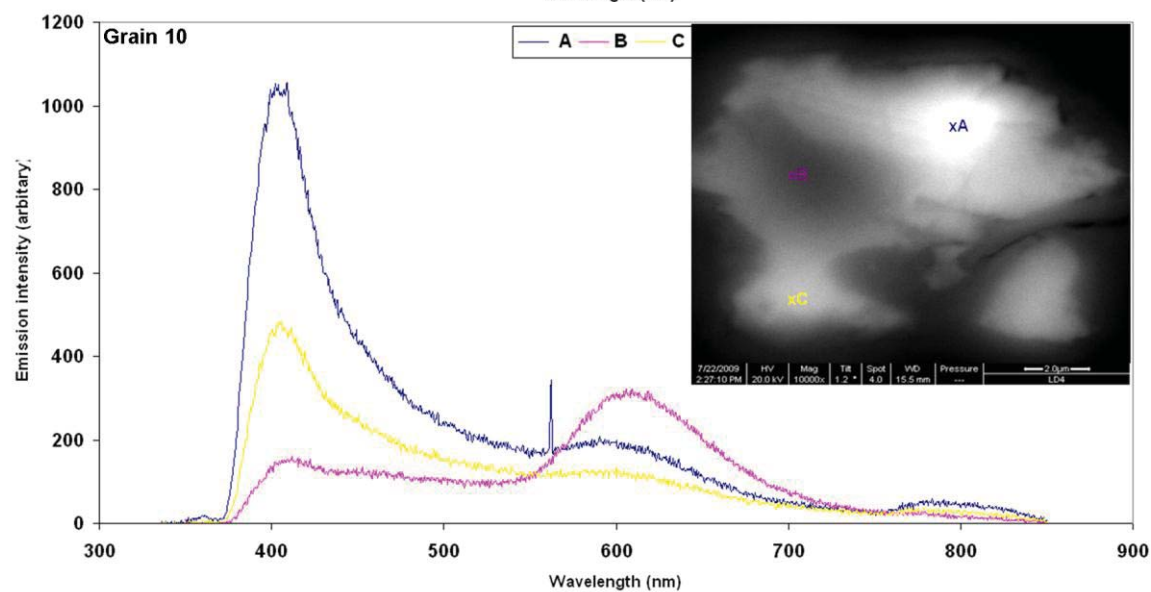 1200
Grain 10
A B C
1000
800
600
400
200
0
300 400 500 600 700 800 900
Emission intensity (arbitary)
Wavelength (nm)
xA
xB
xC
7/22/2009 HV Mag Tilt Spot WD Pressure 2.0µm
2:27:10 PM 20.0 kV 10000x 1.2 ° 4.0 15.5 mm --- LD4